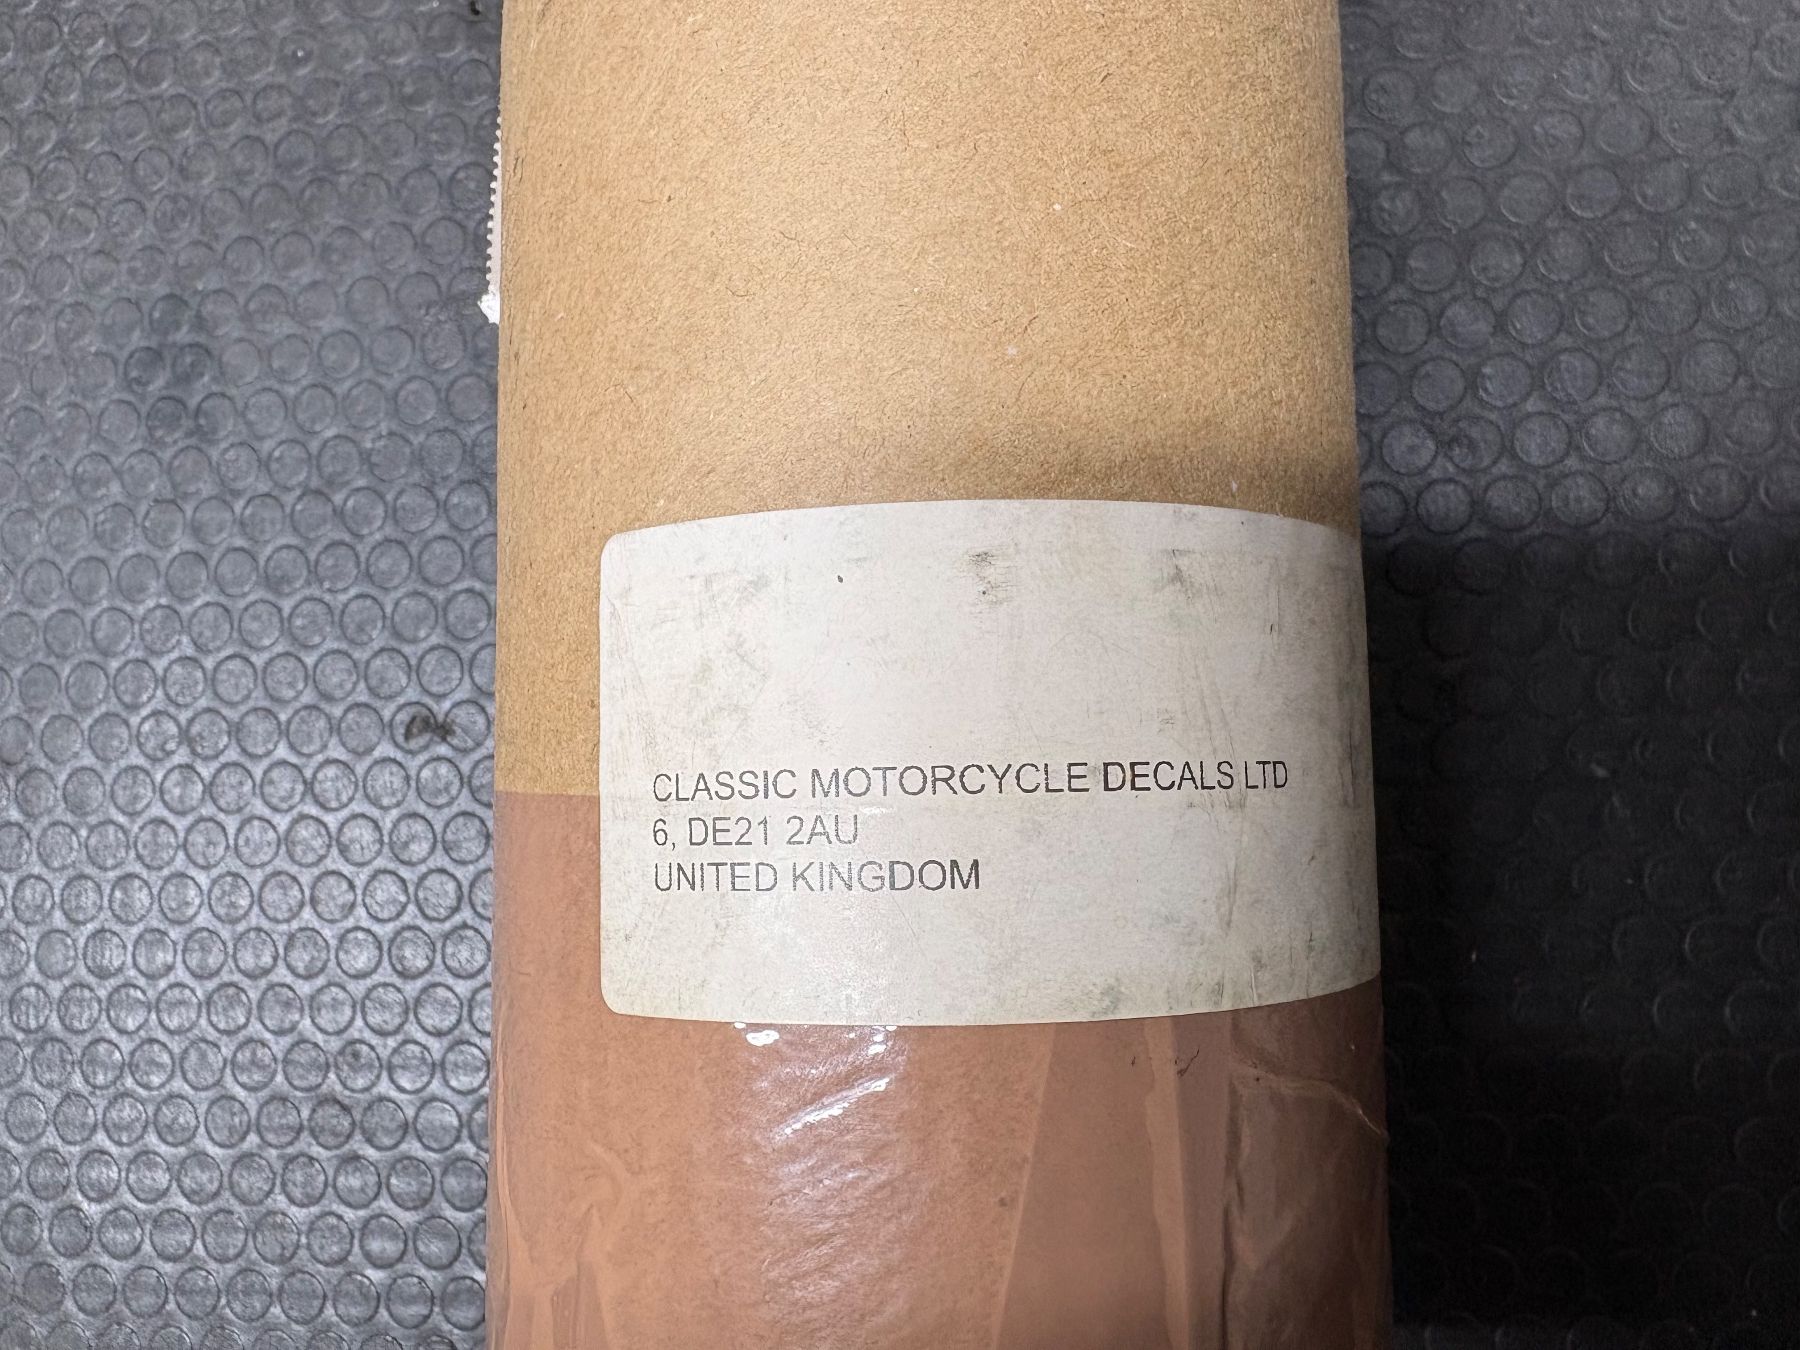 CLASSIC MOTORCYCLE DECALS LTD
6, DE21 2AU
UNITED KINGDOM